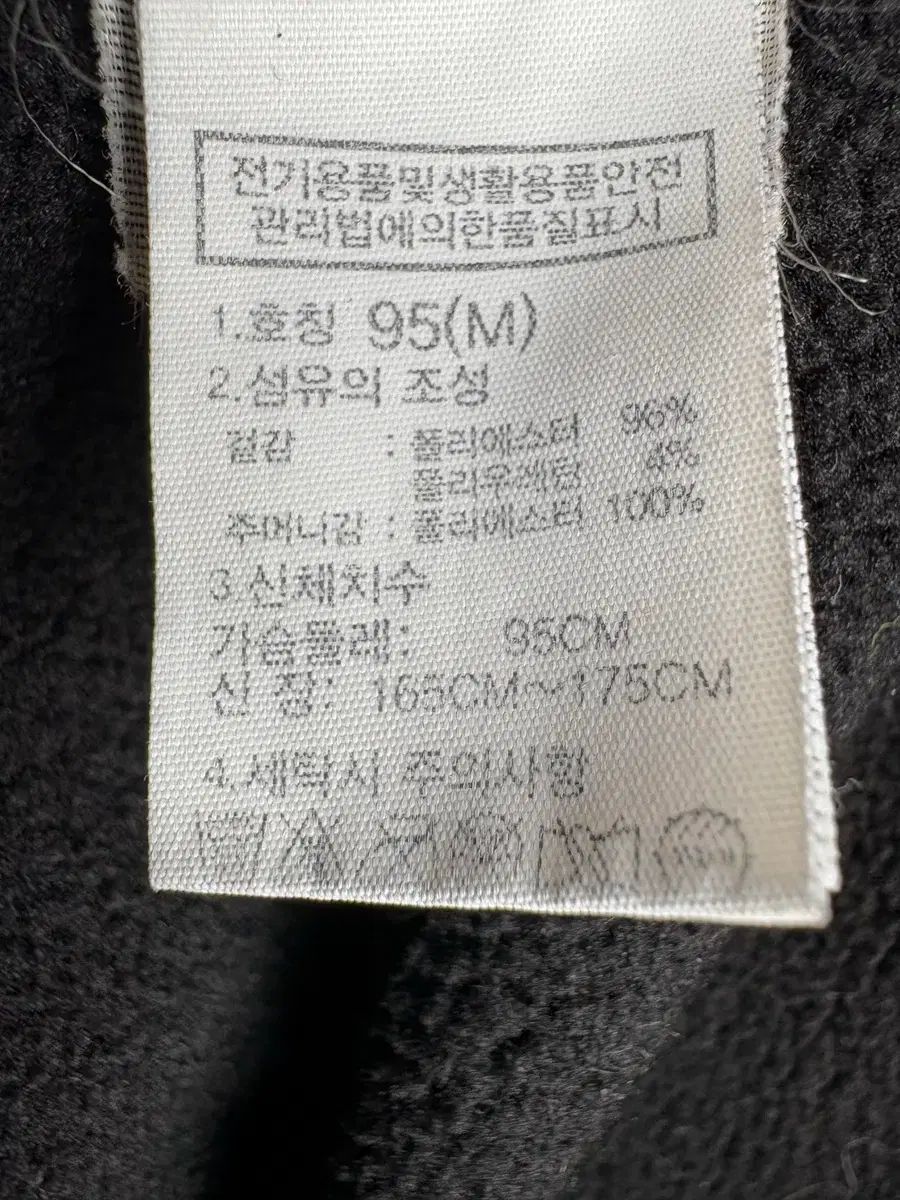 전기용품및생활용품안전
관리법에의한품질표시
1.호칭 95(M)
2.섬유의 조성
겉감 : 폴리에스터 96%
폴리우레탄 4%
주머니감 : 폴리에스터 100%
3.신체치수
가슴둘레: 95CM
신 장: 165CM~175CM
4.세탁시 주의사항